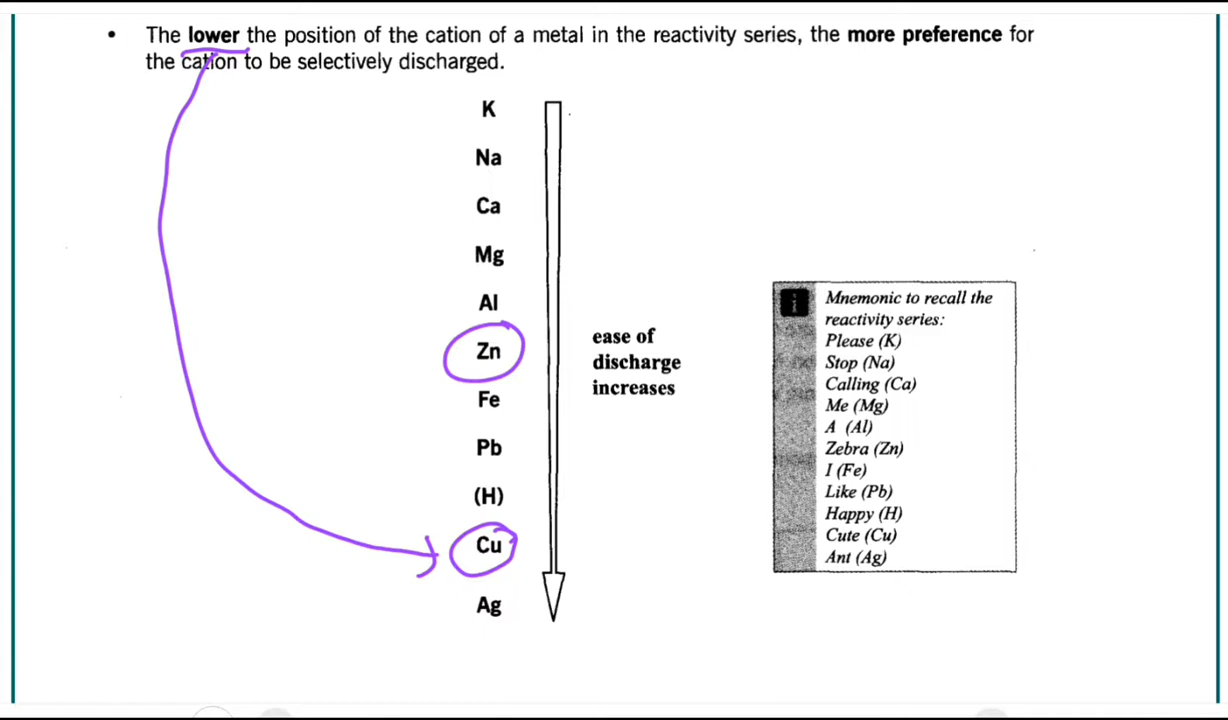 • The lower the position of the cation of a metal in the reactivity series, the more preference for
the cation to be selectively discharged.
K
Na
Ca
Mg
Al
Zn
Fe
Pb
(H)
Cu
Ag
ease of
discharge
increases
Mnemonic to recall the
reactivity series:
Please (K)
Stop (Na)
Calling (Ca)
Me (Mg)
A (Al)
Zebra (Zn)
I (Fe)
Like (Pb)
Happy (H)
Cute (Cu)
Ant (Ag)